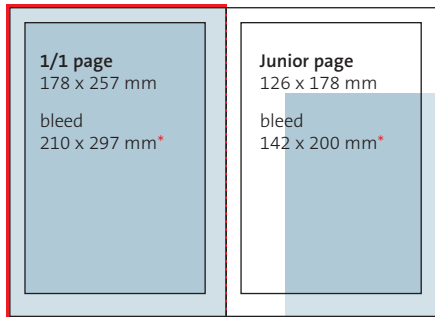 1/1 page
178 x 257 mm
bleed
210 x 297 mm*
Junior page
126 x 178 mm
bleed
142 x 200 mm*